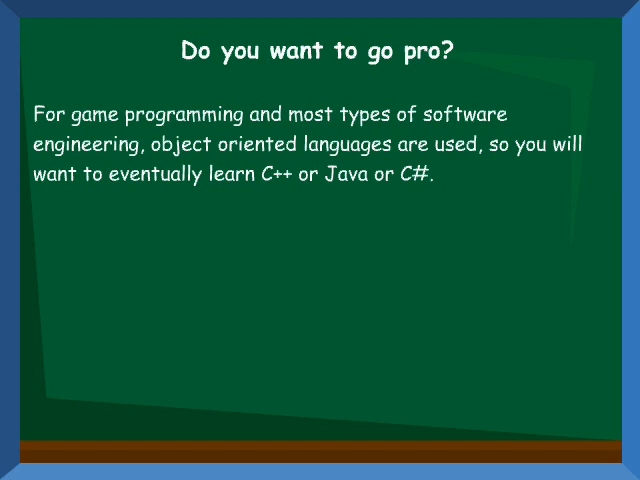 Do you want to go pro?
For game programming and most types of software
engineering, object oriented languages are used, so you will
want to eventually learn C++ or Java or C#.